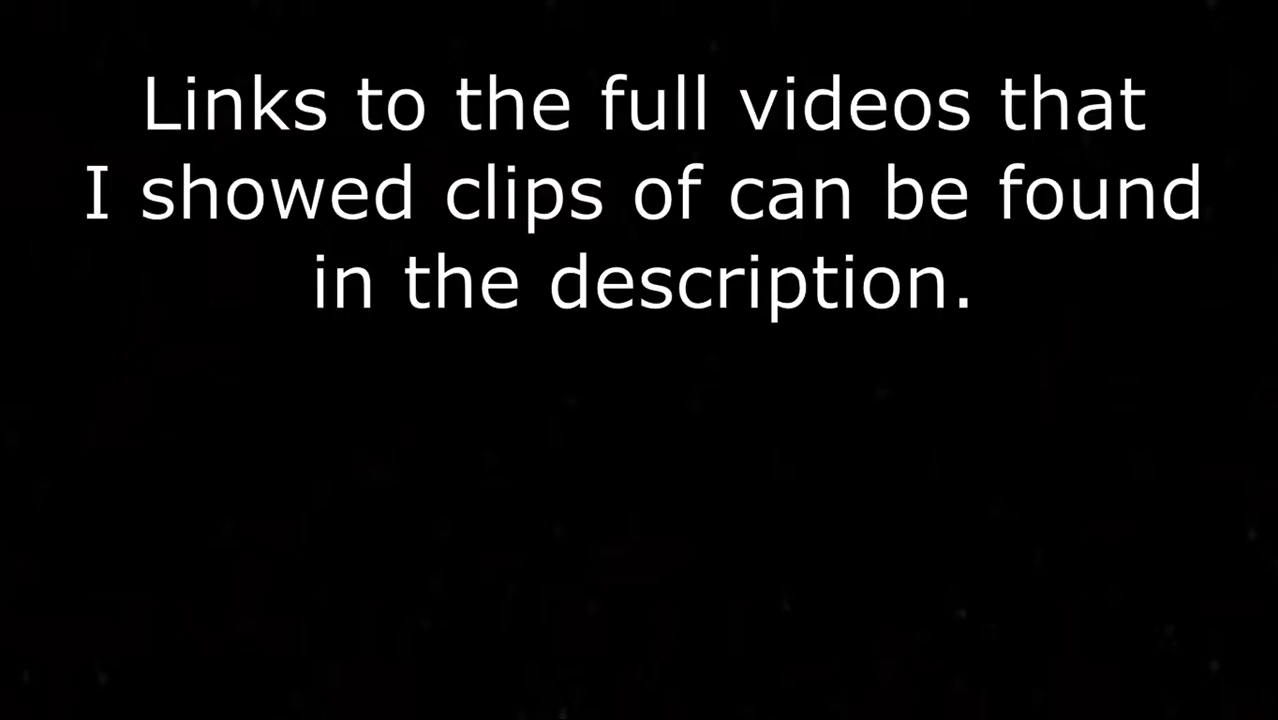 Links to the full videos that
I showed clips of can be found
in the description.